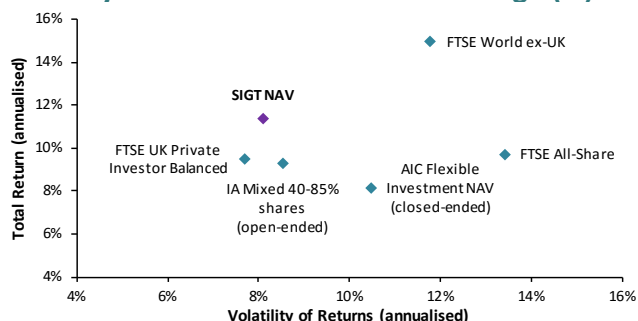 16%
14%
12%
10%
8%
6%
4%
Total Return (annualised)
FTSE World ex-UK
SIGT NAV
FTSE UK Private
Investor Balanced
IA Mixed 40-85%
shares
(open-ended)
AIC Flexible
Investment NAV
(closed-ended)
FTSE All-Share
4%
6%
8%
10%
12%
14%
16%
Volatility of Returns (annualised)